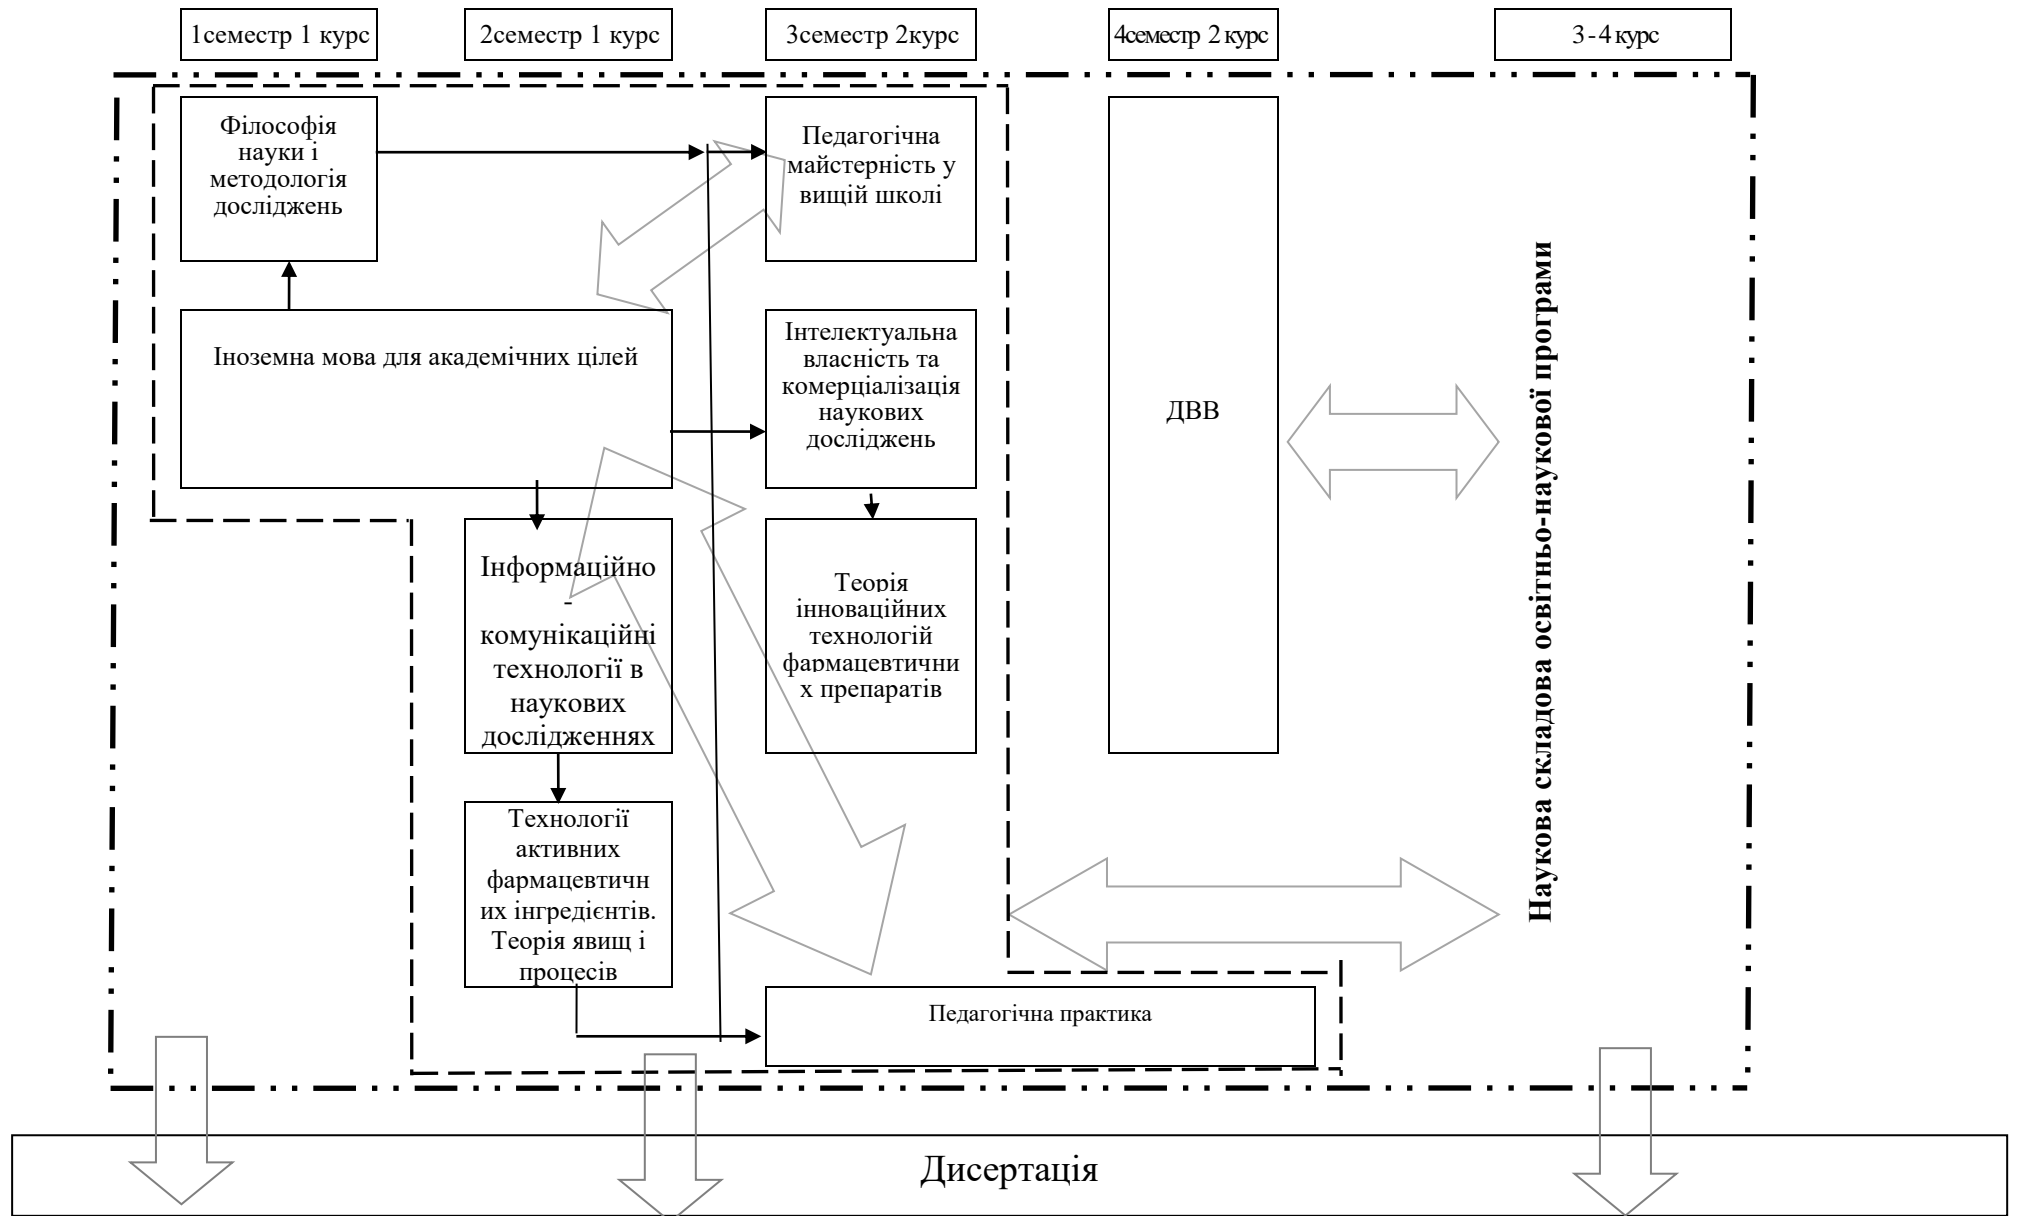 1семестр 1 курс
2семестр 1 курс
3семестр 2курс
4семестр 2 курс
3-4 курс
Філософія
науки і
методологія
досліджень
Педагогічна
майстерність у
вищій школі
Іноземна мова для академічних цілей
Інтелектуальна
власність та
комерціалізація
наукових
досліджень
ДВВ
Наукова складова освітньо-наукової програми
Інформаційно
-
комунікаційні
технології в
наукових
дослідженнях
Теорія
інноваційних
технологій
фармацевтични
х препаратів
Технології
активних
фармацевтичн
их інгредієнтів.
Теорія явищ і
процесів
Педагогічна практика
Дисертація